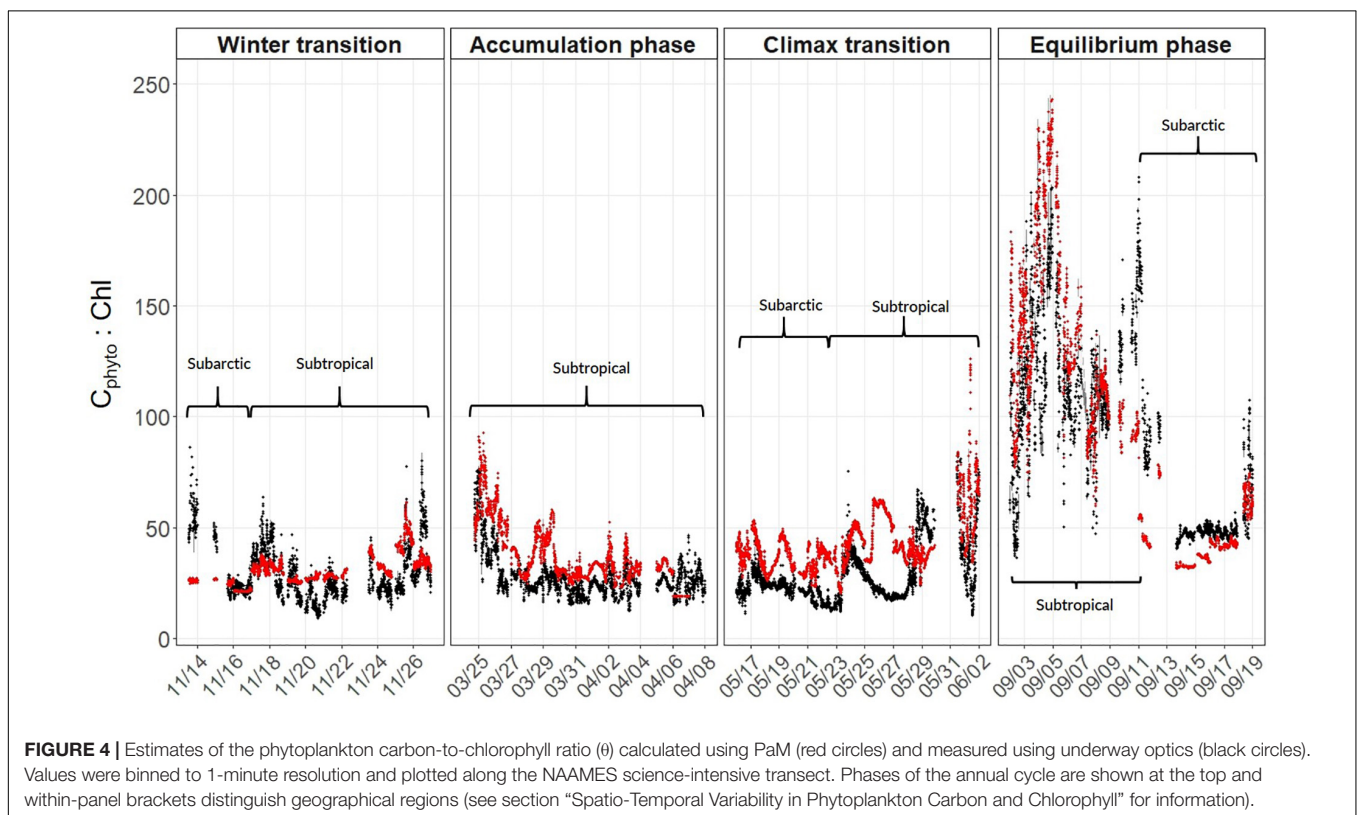 Winter transition
Accumulation phase
Climax transition
Equilibrium phase
C_phyto : Chl
250
200
150
100
50
0
Subarctic
Subtropical
Subtropical
Subarctic
Subtropical
Subarctic
Subtropical
11/14
11/16
11/18
11/20
11/22
11/24
11/26
03/25
03/27
03/29
03/31
04/02
04/04
04/06
04/08
05/17
05/19
05/21
05/23
05/25
05/27
05/29
05/31
06/02
09/03
09/05
09/07
09/09
09/11
09/13
09/15
09/17
09/19
FIGURE 4 | Estimates of the phytoplankton carbon-to-chlorophyll ratio (θ) calculated using PaM (red circles) and measured using underway optics (black circles).
Values were binned to 1-minute resolution and plotted along the NAAMES science-intensive transect. Phases of the annual cycle are shown at the top and
within-panel brackets distinguish geographical regions (see section “Spatio-Temporal Variability in Phytoplankton Carbon and Chlorophyll” for information).